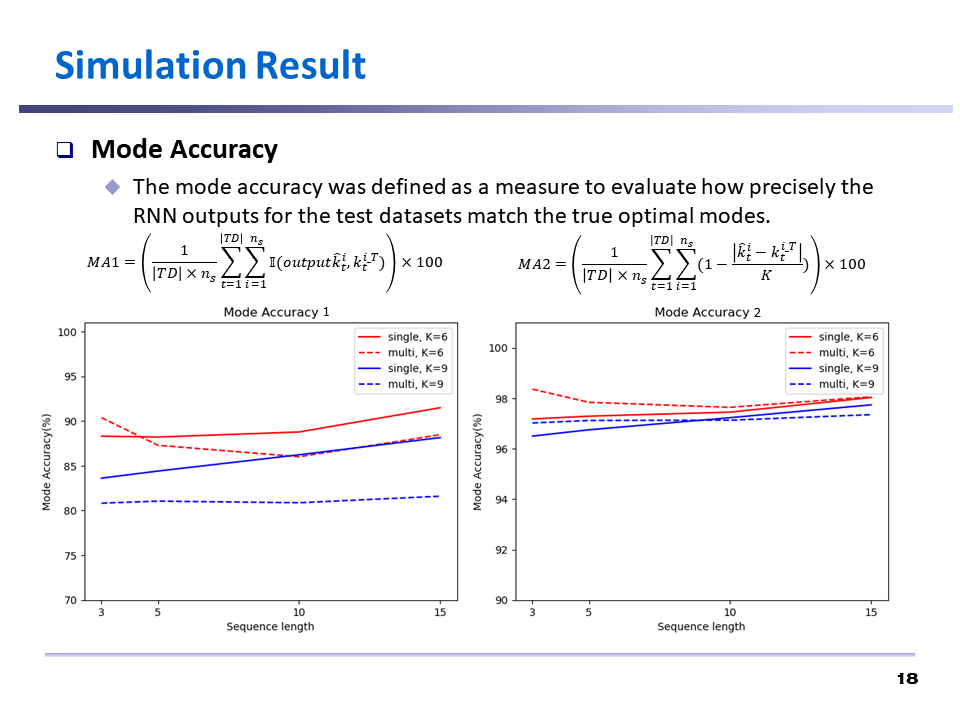 Simulation Result
❑ Mode Accuracy
◆ The mode accuracy was defined as a measure to evaluate how precisely the
RNN outputs for the test datasets match the true optimal modes.
$MA1 = \left( \frac{1}{|TD| \times n_s} \sum_{t=1}^{|TD|} \sum_{i=1}^{n_s} \mathbb{I}(output\hat{k}_t^i, k_t^{i\_T}) \right) \times 100$
$MA2 = \left( \frac{1}{|TD| \times n_s} \sum_{t=1}^{|TD|} \sum_{i=1}^{n_s} (1 - \frac{|\hat{k}_t^i - k_t^{i\_T}|}{K}) \right) \times 100$
Mode Accuracy 1
100
95
90
85
80
75
70
Mode Accuracy(%)
single, K=6
multi, K=6
single, K=9
multi, K=9
3 5 10 15
Sequence length
Mode Accuracy 2
100
98
96
94
92
90
Mode Accuracy(%)
single, K=6
multi, K=6
single, K=9
multi, K=9
3 5 10 15
Sequence length
18